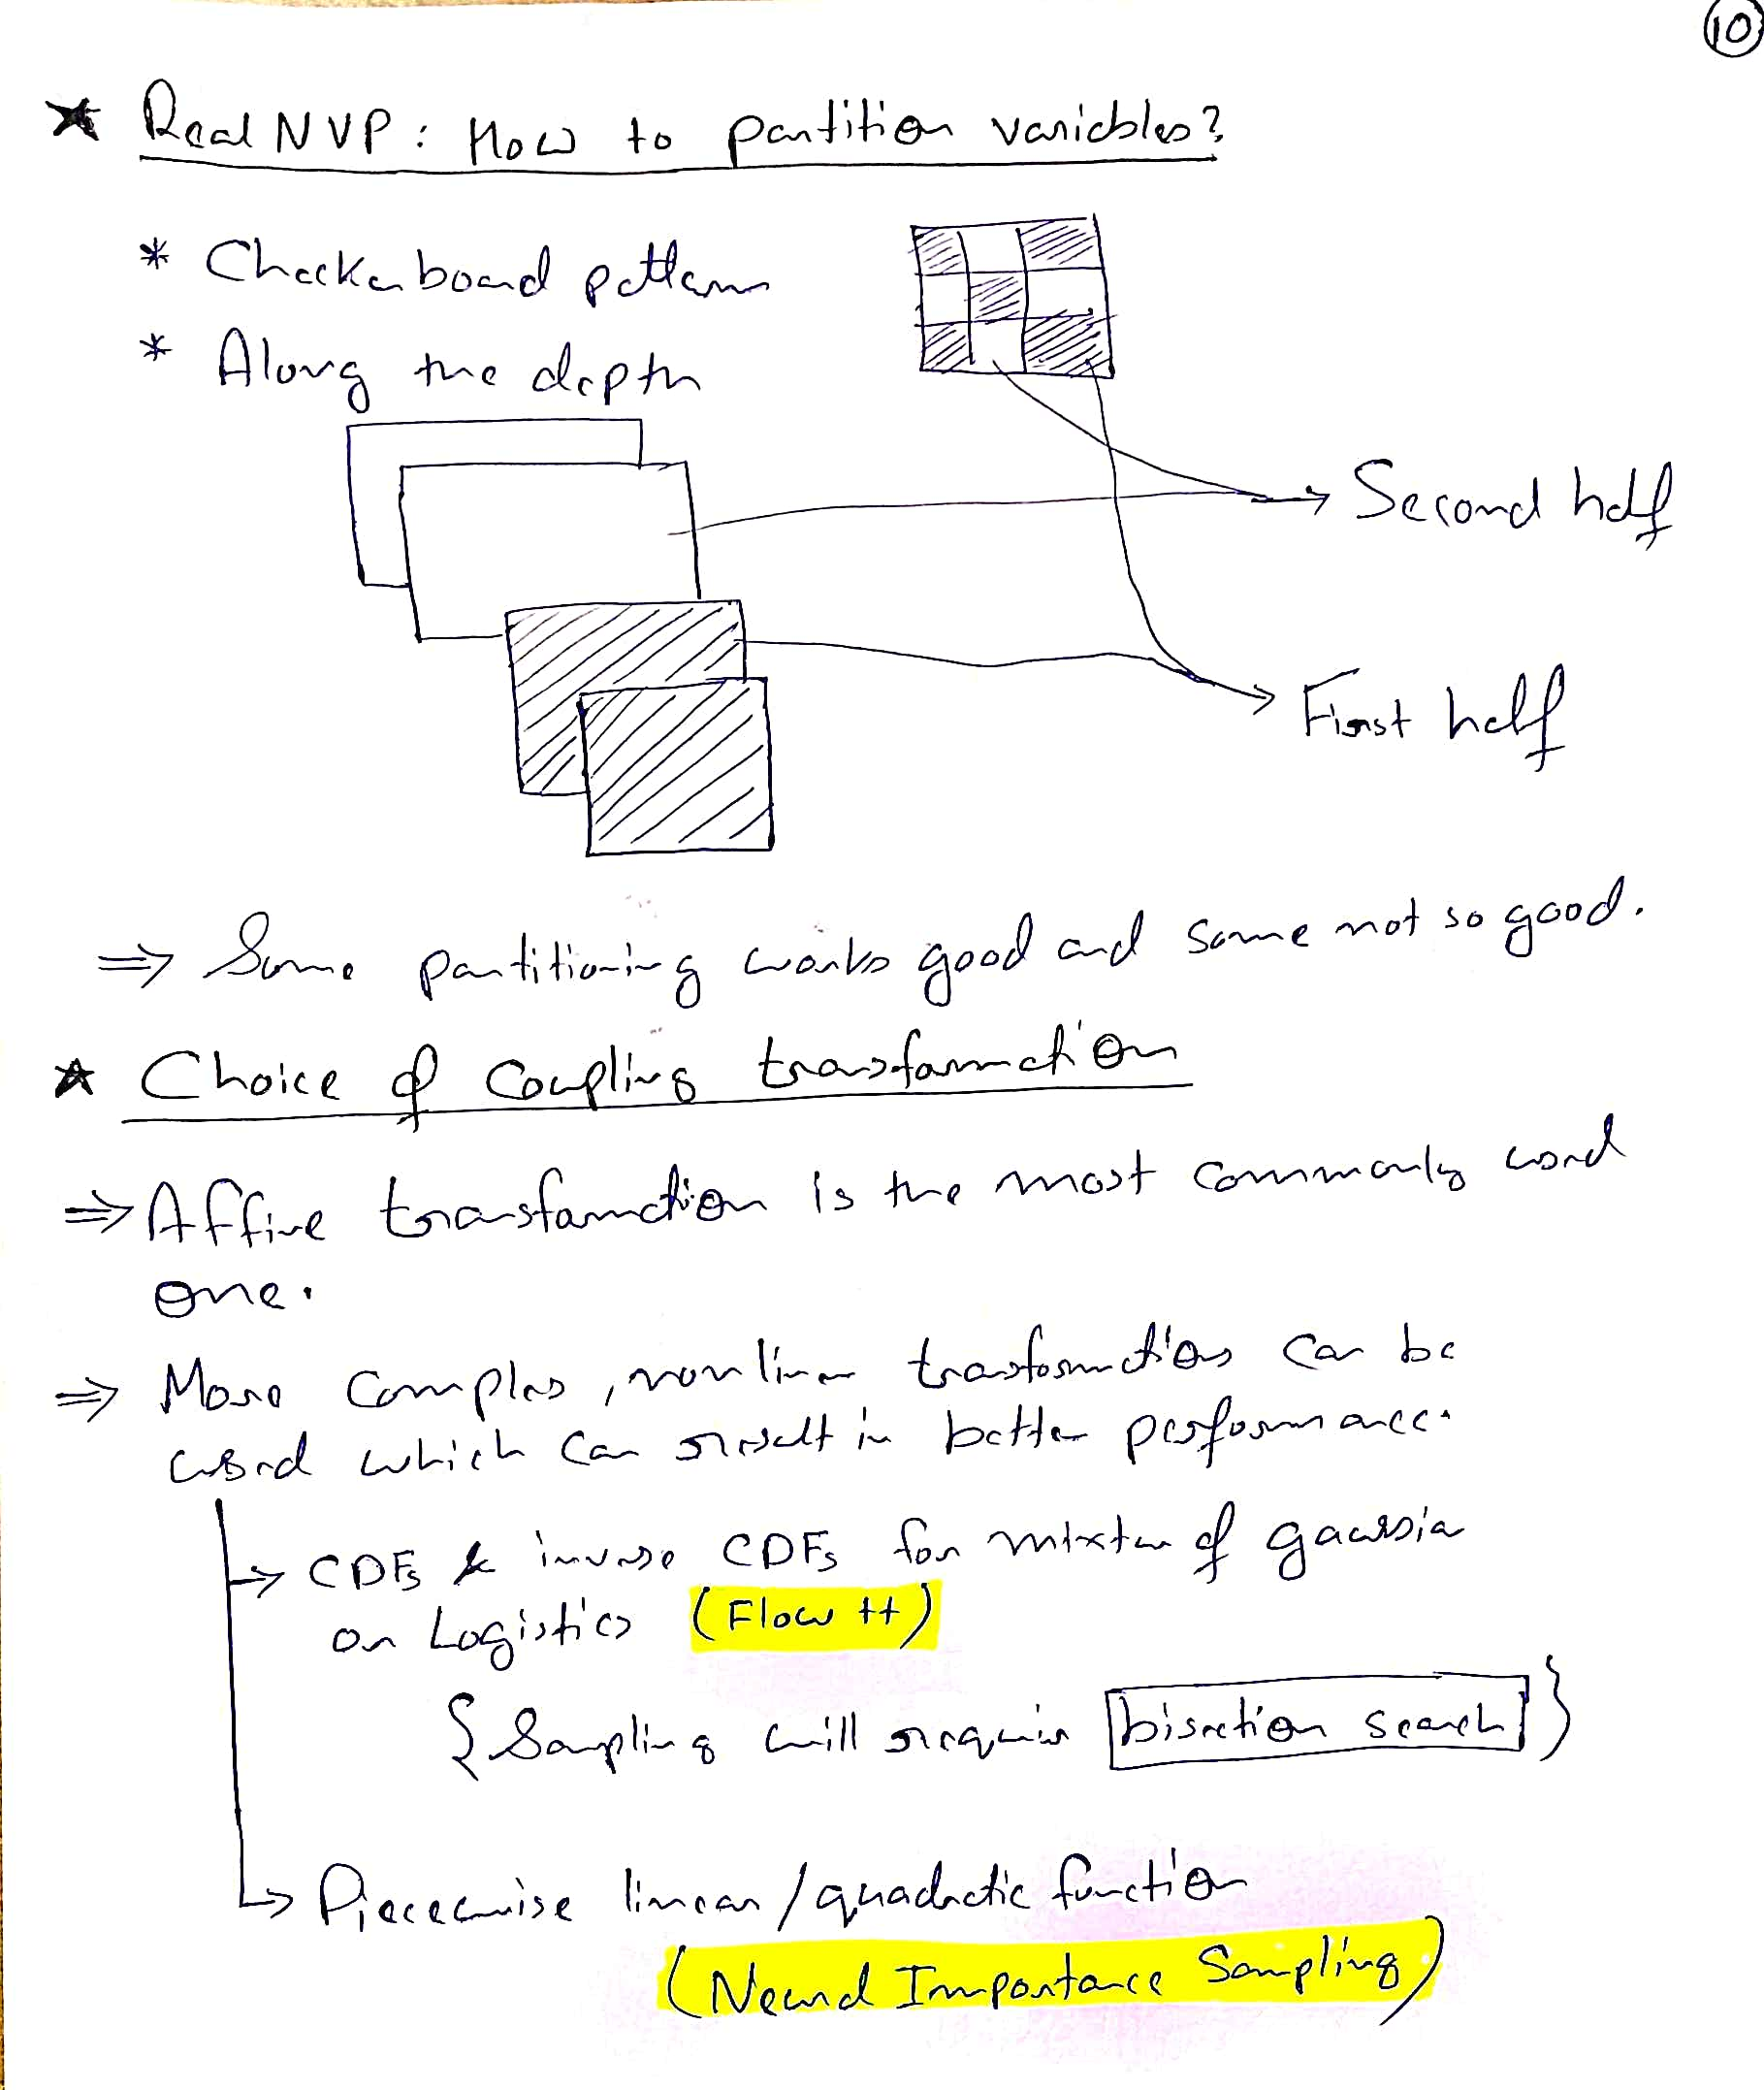 10
* Real NVP: How to partition variables?
* Checkerboard pattern
* Along the depth
Second half
First half
⇒ Some partitioning works good and some not so good.
* Choice of Coupling transformation
⇒ Affine transformation is the most commonly used
one.
⇒ More complex, nonlinear transformations can be
used which can result in better performance.
→ CDFs & inverse CDFs for mixture of gaussian
or Logistics (Flow ++)
{Sampling will require bisection search}
→ Piecewise linear/quadratic function
(Neural Importance Sampling)